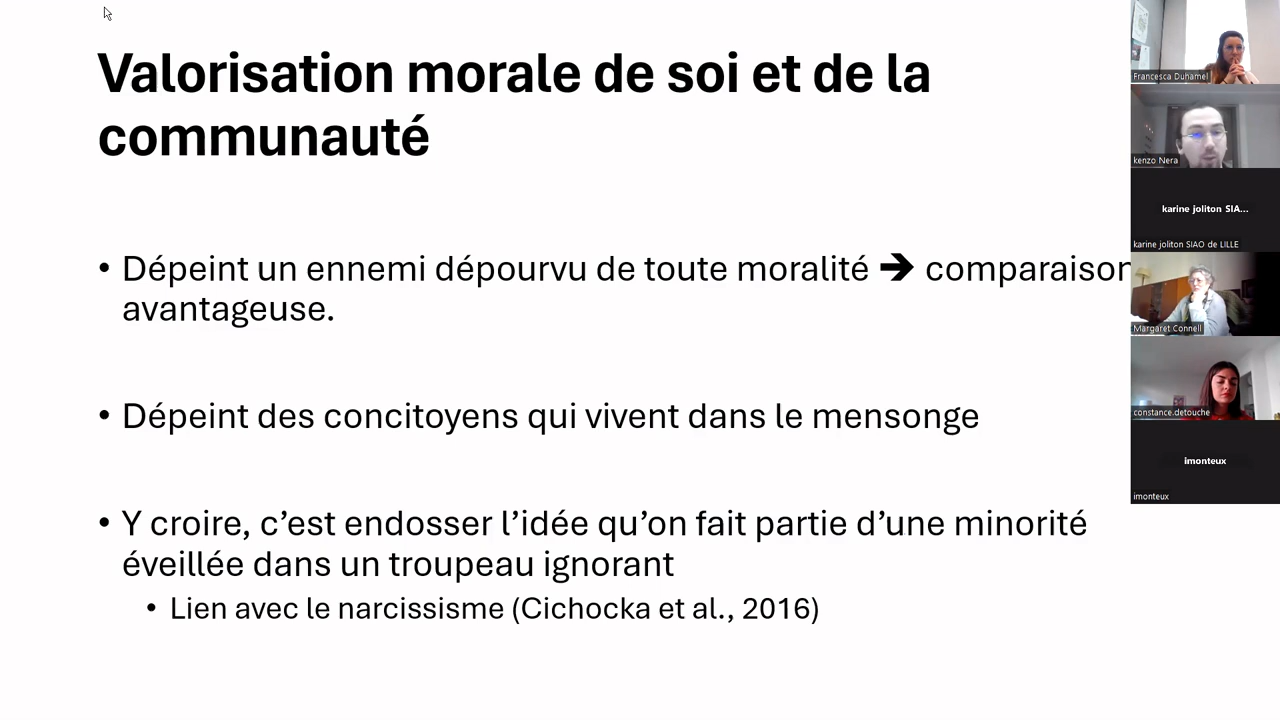 Valorisation morale de soi et de la
communauté
• Dépeint un ennemi dépourvu de toute moralité ➔ comparaison
avantageuse.
• Dépeint des concitoyens qui vivent dans le mensonge
• Y croire, c’est endosser l’idée qu’on fait partie d’une minorité
éveillée dans un troupeau ignorant
• Lien avec le narcissisme (Cichocka et al., 2016)
Francesca Duhamel
kenzo Nera
karine joliton SIA...
karine joliton SIAO de LILLE
Margaret Connell
constance.detouche
imonteux
imonteux